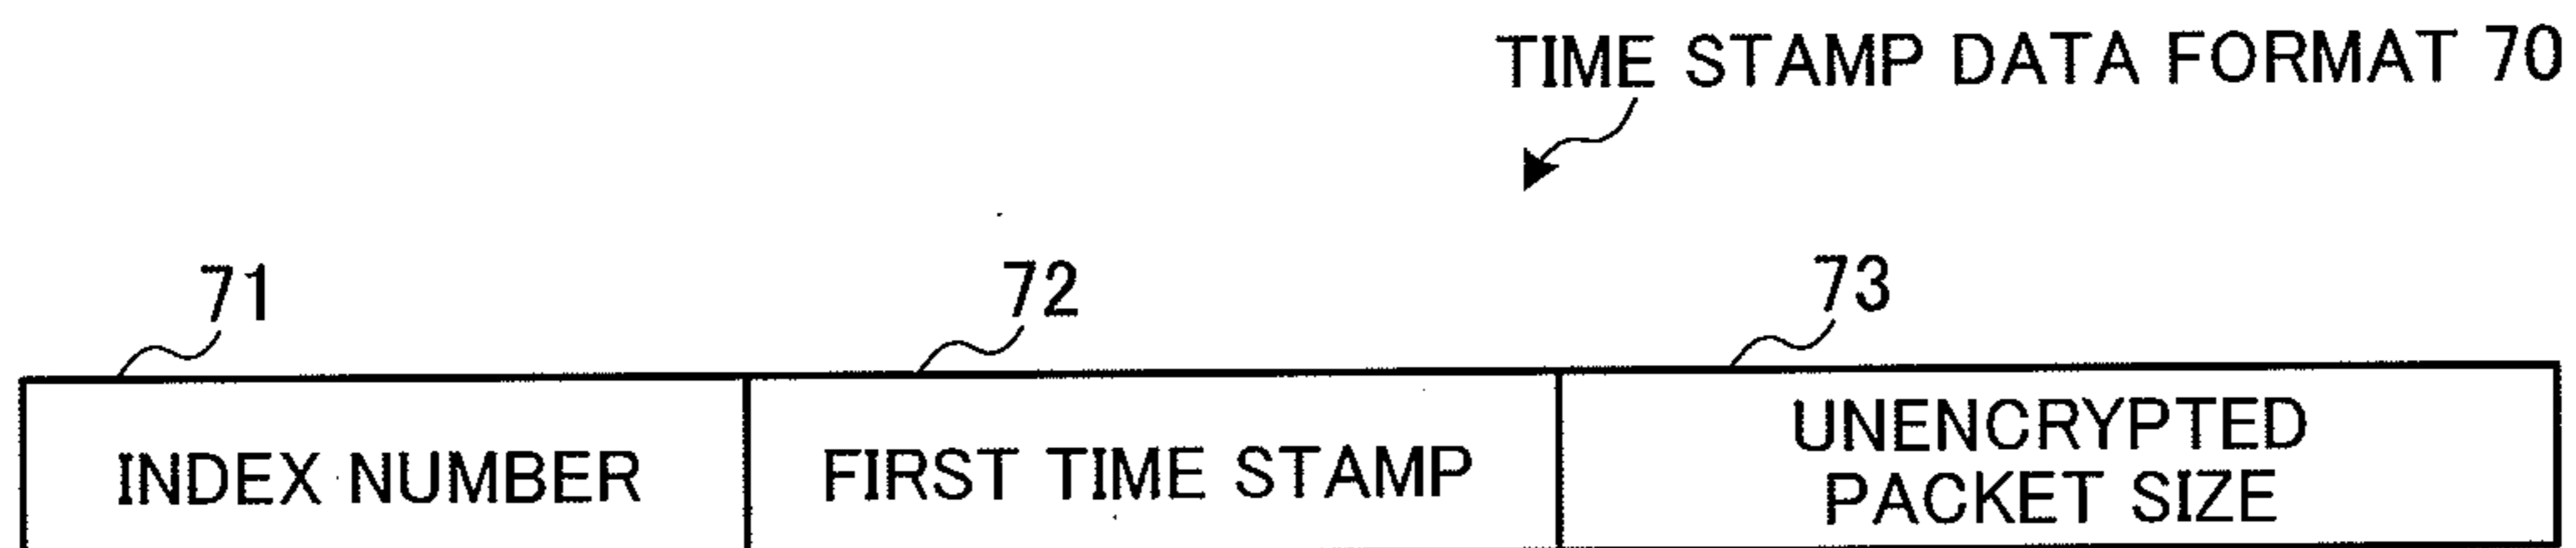 TIME STAMP DATA FORMAT 70
71
72
73
INDEX NUMBER
FIRST TIME STAMP
UNENCRYPTED
PACKET SIZE